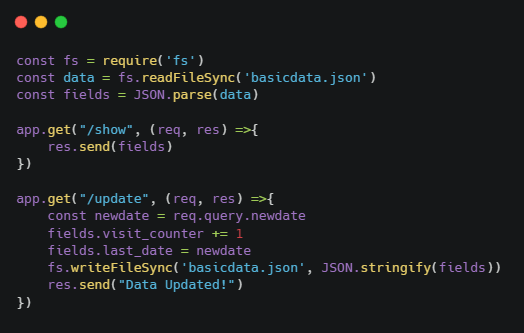 const fs = require('fs')
const data = fs.readFileSync('basicdata.json')
const fields = JSON.parse(data)

app.get("/show", (req, res) =>{
    res.send(fields)
})

app.get("/update", (req, res) =>{
    const newdate = req.query.newdate
    fields.visit_counter += 1
    fields.last_date = newdate
    fs.writeFileSync('basicdata.json', JSON.stringify(fields))
    res.send("Data Updated!")
})